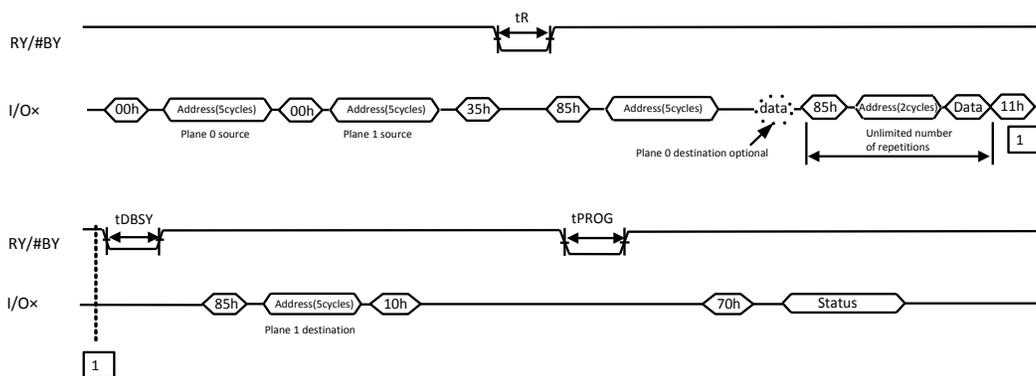 tR
RY/#BY
I/O× 00h Address(5cycles) 00h Address(5cycles) 35h 85h Address(5cycles) data 85h Address(2cycles) Data 11h
Plane 0 source Plane 1 source Unlimited number
of repetitions
Plane 0 destination optional
1
tDBSY tPROG
RY/#BY
I/O× 85h Address(5cycles) 10h 70h Status
Plane 1 destination
1